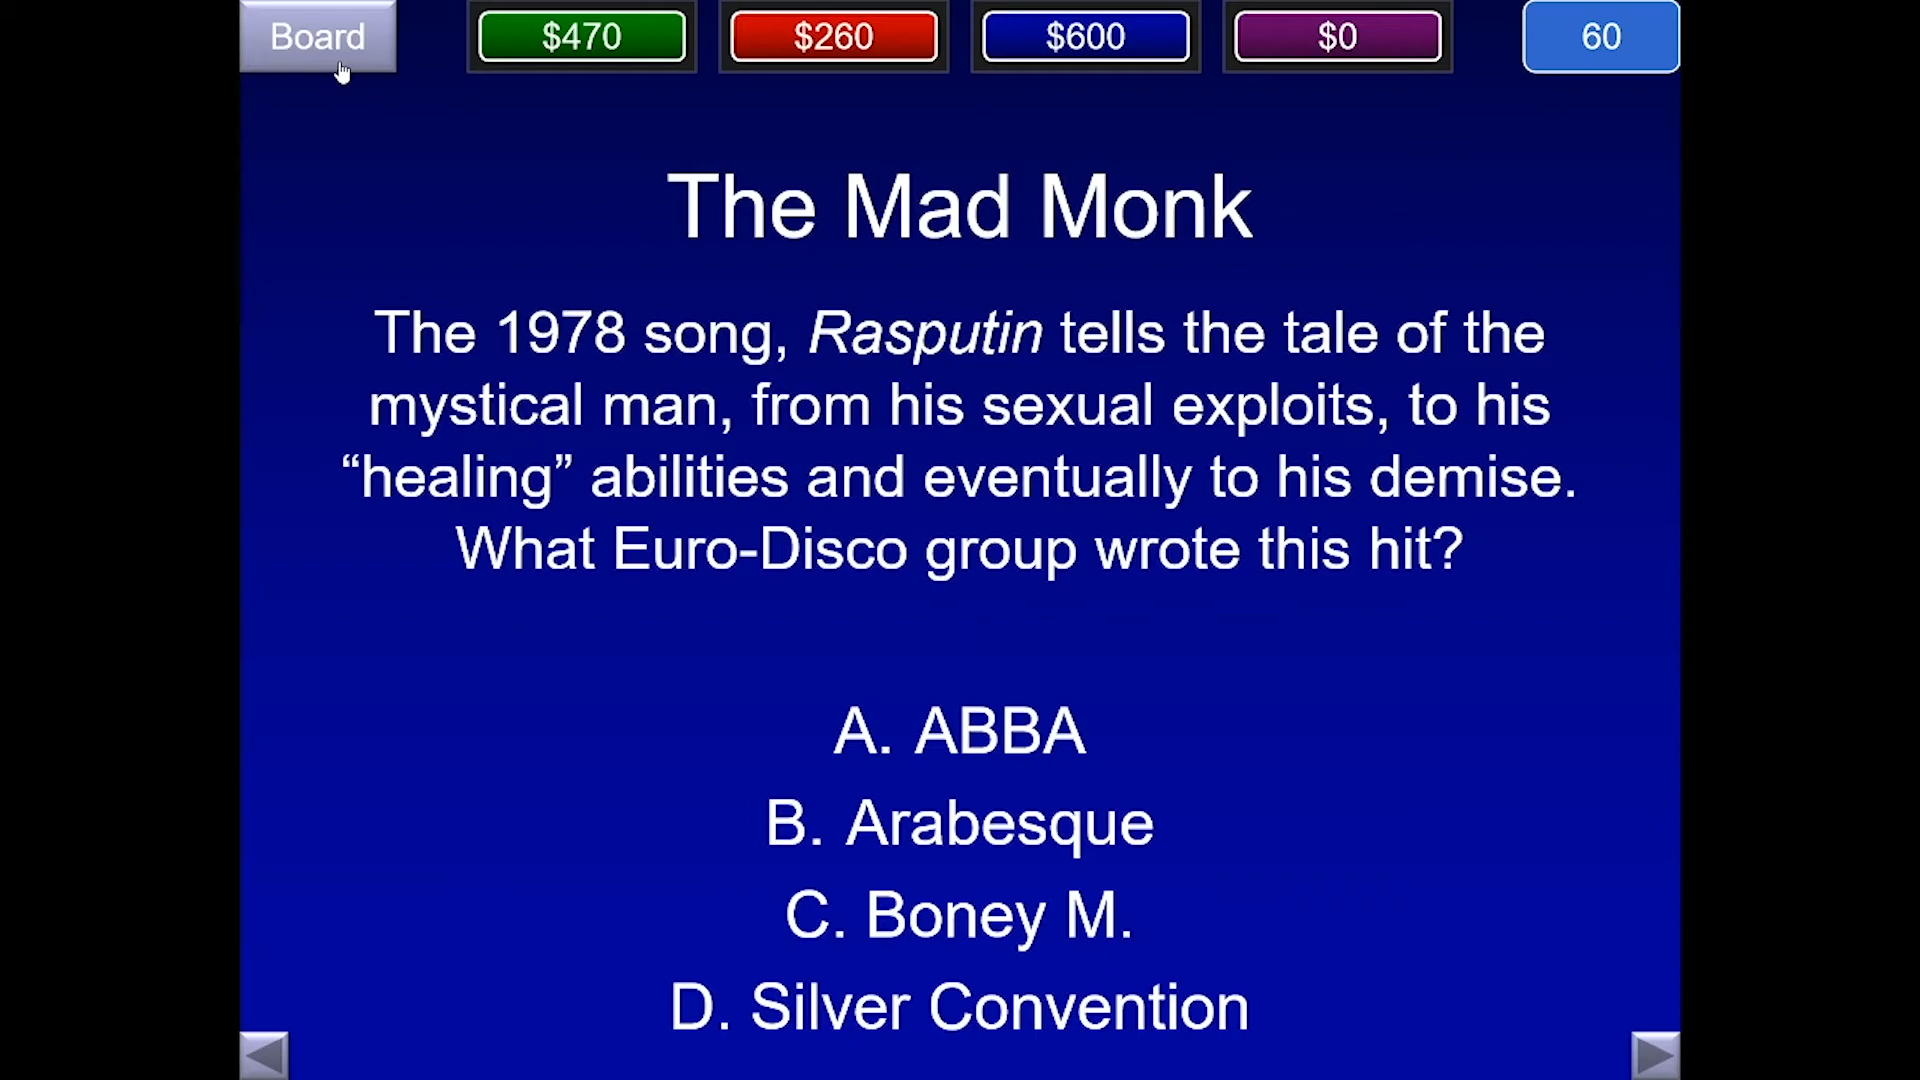 Board
$470
$260
$600
$0
60
The Mad Monk
The 1978 song, Rasputin tells the tale of the
mystical man, from his sexual exploits, to his
“healing” abilities and eventually to his demise.
What Euro-Disco group wrote this hit?
A. ABBA
B. Arabesque
C. Boney M.
D. Silver Convention